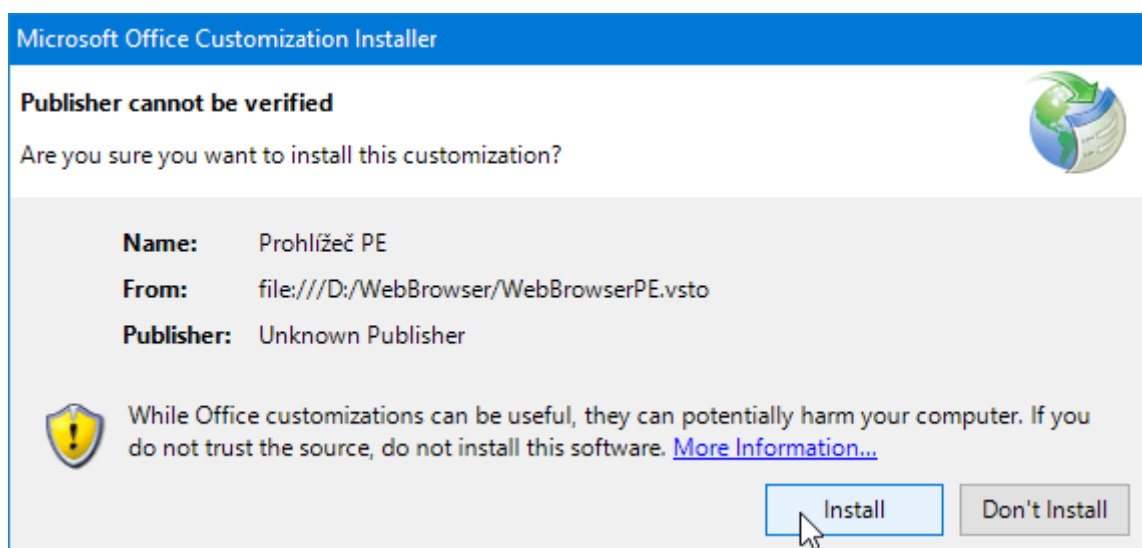 Microsoft Office Customization Installer
Publisher cannot be verified
Are you sure you want to install this customization?
Name: Prohlížeč PE
From: file:///D:/WebBrowser/WebBrowserPE.vsto
Publisher: Unknown Publisher
While Office customizations can be useful, they can potentially harm your computer. If you
do not trust the source, do not install this software. More Information...
Install Don't Install